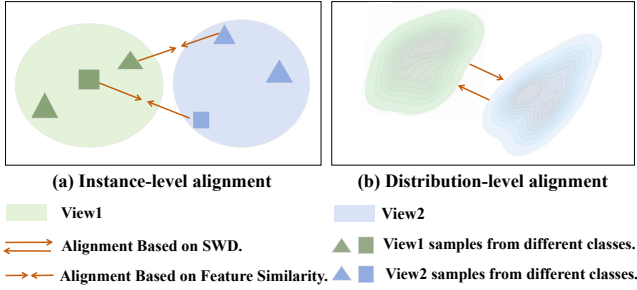 (a) Instance-level alignment
(b) Distribution-level alignment
View1
View2
Alignment Based on SWD.
View1 samples from different classes.
Alignment Based on Feature Similarity.
View2 samples from different classes.